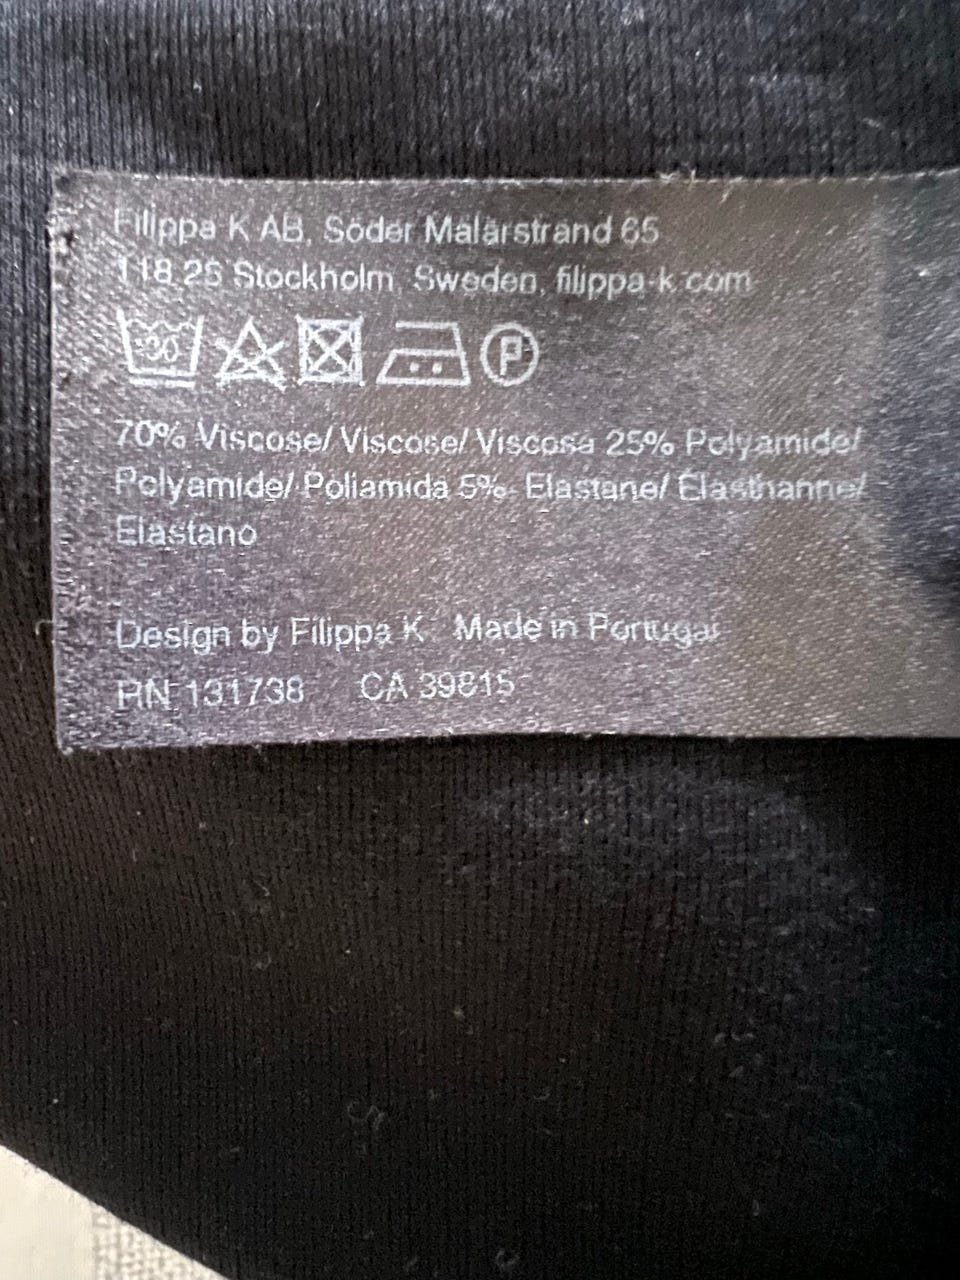 Filippa K AB, Söder Mälarstrand 65
118 25 Stockholm, Sweden, filippa-k.com
30 P
70% Viscose/ Viscose/ Viscosa 25% Polyamide/
Polyamide/ Poliamida 5% Elastane/ Élasthanne/
Elastano
Design by Filippa K Made in Portugal
RN 131738 CA 39815